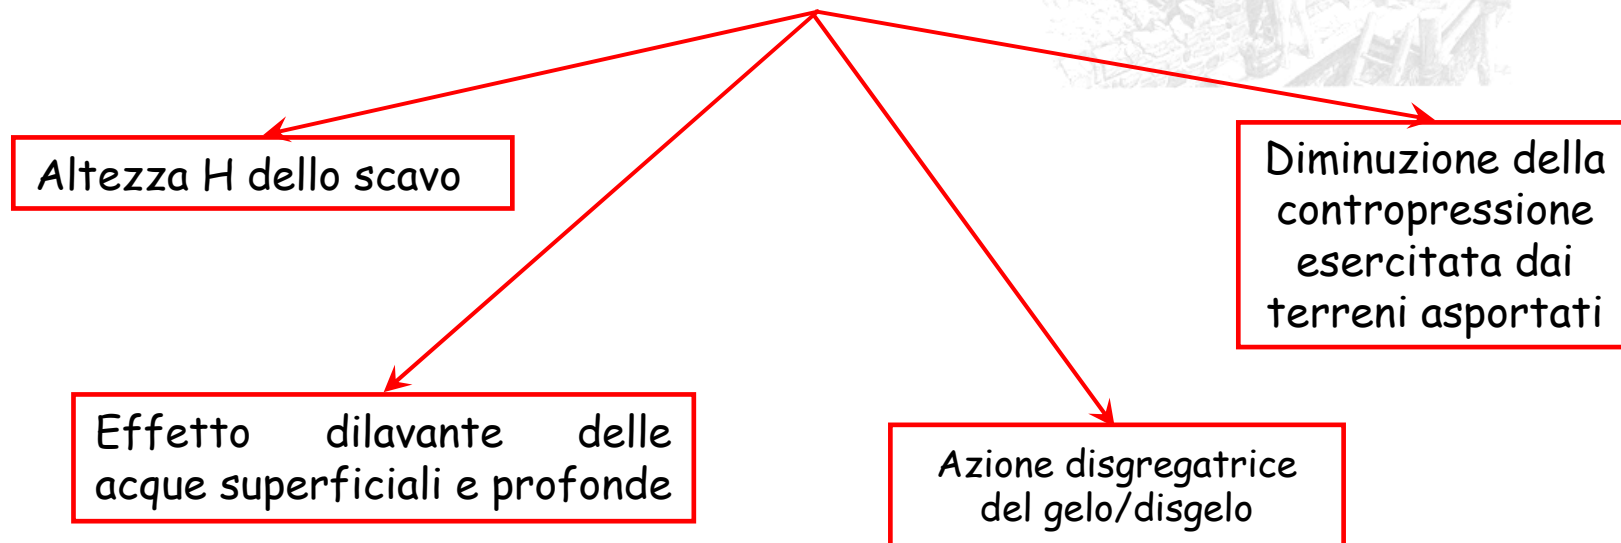 Altezza H dello scavo
Diminuzione della
contropressione
esercitata dai
terreni asportati
Effetto dilavante delle
acque superficiali e profonde
Azione disgregatrice
del gelo/disgelo